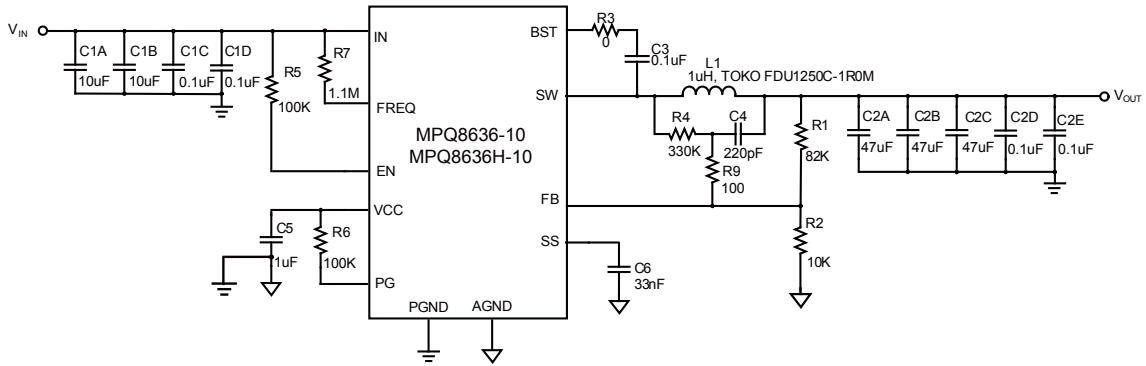 VIN
C1A
10uF
C1B
10uF
C1C
0.1uF
C1D
0.1uF
R5
100K
R7
1.1M
IN
FREQ
EN
VCC
PG
PGND
AGND
BST
SW
FB
SS
MPQ8636-10
MPQ8636H-10
C5
1uF
R6
100K
R3
0
C3
0.1uF
L1
1uH, TOKO FDU1250C-1R0M
R4
330K
C4
220pF
R9
100
R1
82K
R2
10K
C6
33nF
C2A
47uF
C2B
47uF
C2C
47uF
C2D
0.1uF
C2E
0.1uF
VOUT